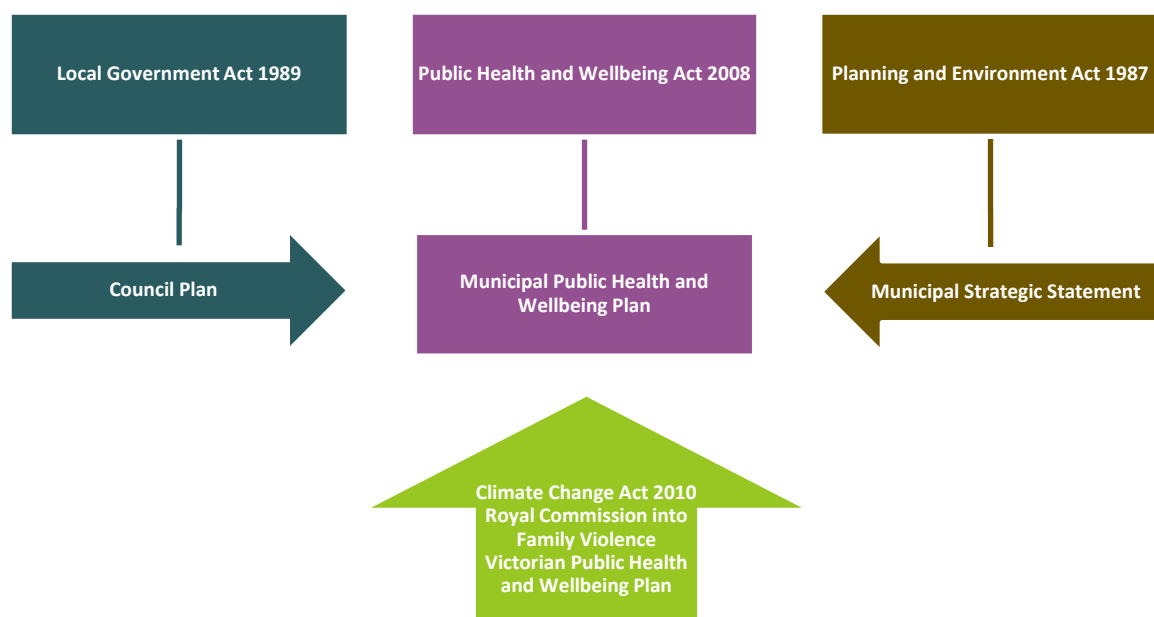 Local Government Act 1989
Public Health and Wellbeing Act 2008
Planning and Environment Act 1987
Council Plan
Municipal Public Health and
Wellbeing Plan
Municipal Strategic Statement
Climate Change Act 2010
Royal Commission into
Family Violence
Victorian Public Health
and Wellbeing Plan